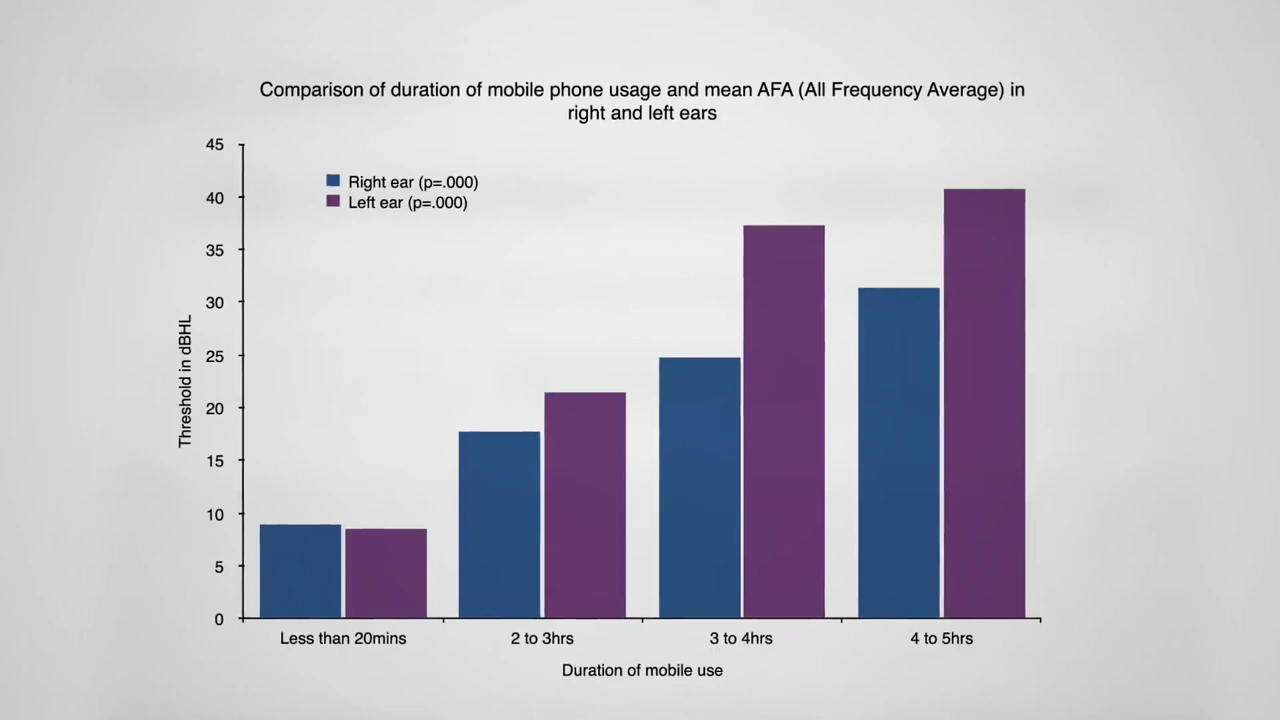 Comparison of duration of mobile phone usage and mean AFA (All Frequency Average) in
right and left ears
45
Right ear (p=.000)
Left ear (p=.000)
40
35
30
25
20
15
10
5
0
Threshold in dBHL
Less than 20mins
2 to 3hrs
3 to 4hrs
4 to 5hrs
Duration of mobile use